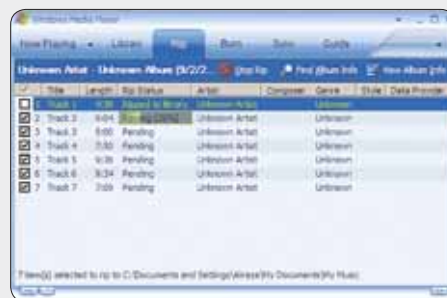 Windows Media Player
Now Playing Library Rip Burn Sync Guide
Unknown Artist - Unknown Album (9/2/2... Stop Rip Find Album Info View Album Info
Title Length Rip Status Artist Composer Genre Style Data Provider
1 Track 1 Ripped to library Unknown Artist Unknown
2 Track 2 Unknown Artist Unknown
3 Track 3 Pending Unknown Artist Unknown
4 Track 4 Pending Unknown Artist Unknown
5 Track 5 Pending Unknown Artist Unknown
6 Track 6 Pending Unknown Artist Unknown
7 Track 7 Pending Unknown Artist Unknown
7 item(s) selected to rip to C:\Documents and Settings\ \My Documents\My Music